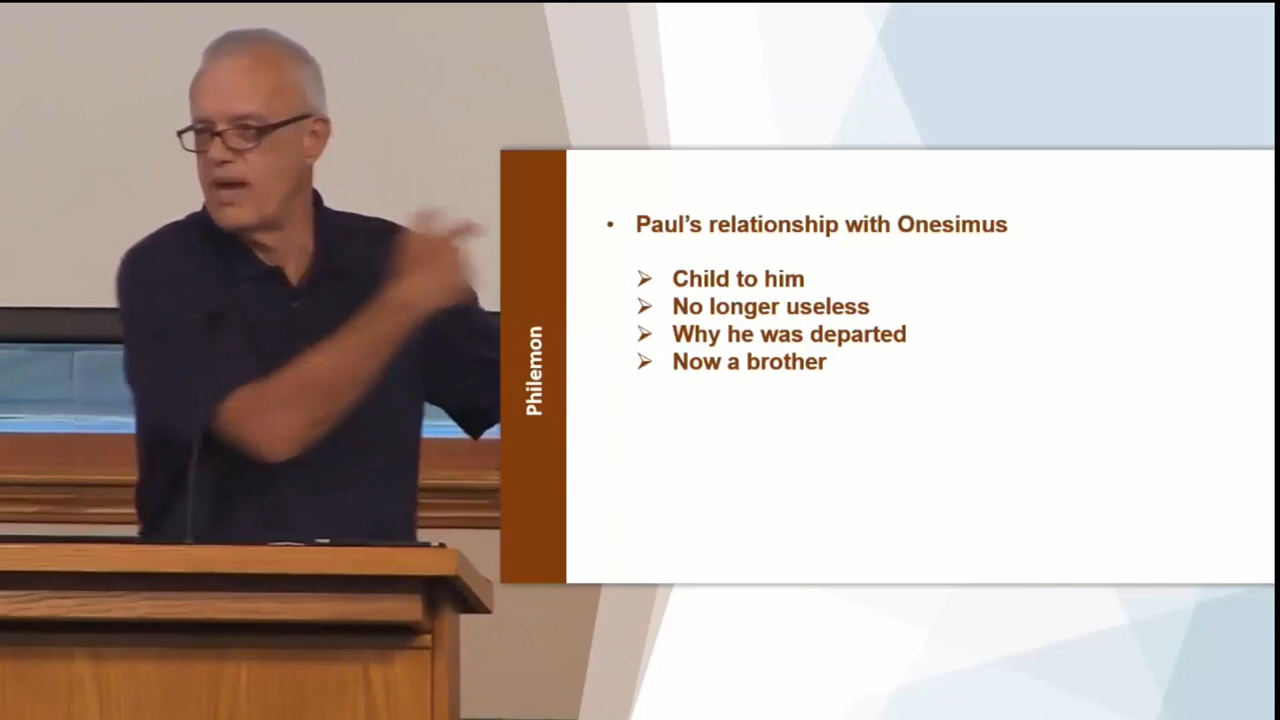 Philemon
• Paul’s relationship with Onesimus
➢ Child to him
➢ No longer useless
➢ Why he was departed
➢ Now a brother